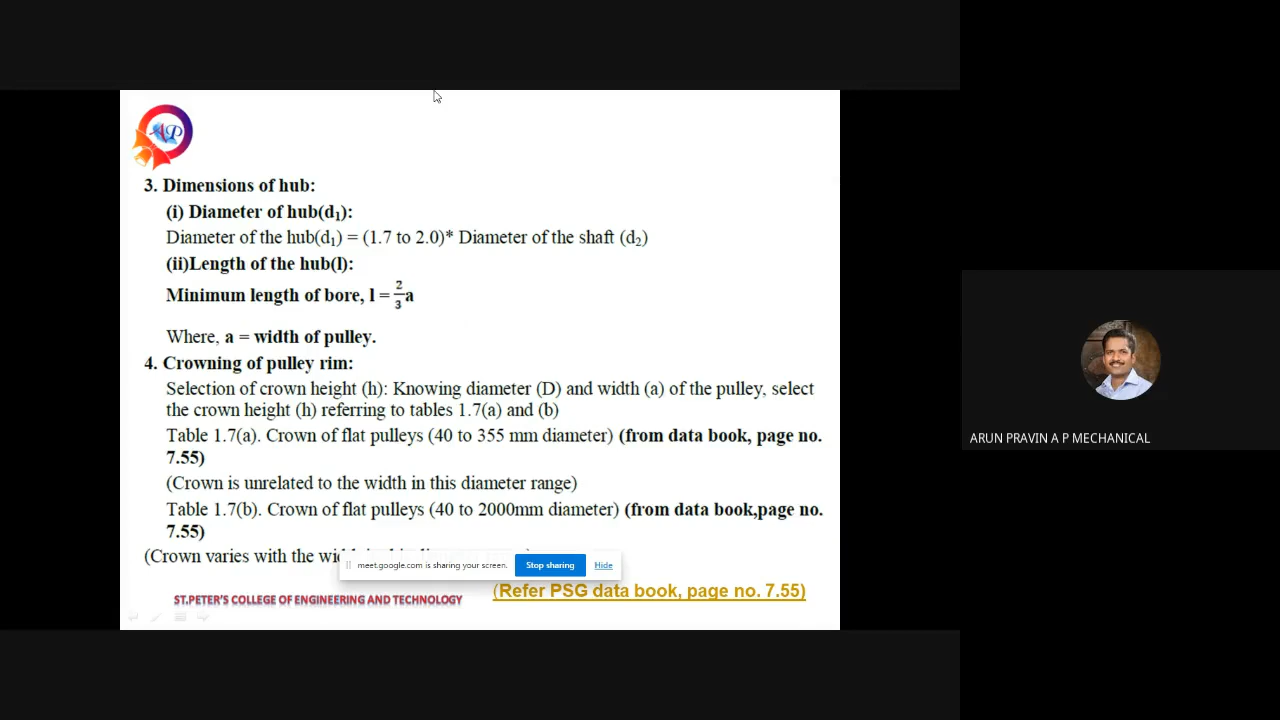 AP
3. Dimensions of hub:
(i) Diameter of hub(d₁):
Diameter of the hub(d₁) = (1.7 to 2.0)* Diameter of the shaft (d₂)
(ii)Length of the hub(l):
Minimum length of bore, l = 2/3 a
Where, a = width of pulley.
4. Crowning of pulley rim:
Selection of crown height (h): Knowing diameter (D) and width (a) of the pulley, select
the crown height (h) referring to tables 1.7(a) and (b)
Table 1.7(a). Crown of flat pulleys (40 to 355 mm diameter) (from data book, page no.
7.55)
(Crown is unrelated to the width in this diameter range)
Table 1.7(b). Crown of flat pulleys (40 to 2000mm diameter) (from data book,page no.
7.55)
(Crown varies with the
meet.google.com is sharing your screen. Stop sharing Hide
(Refer PSG data book, page no. 7.55)
ST.PETER'S COLLEGE OF ENGINEERING AND TECHNOLOGY
ARUN PRAVIN A P MECHANICAL